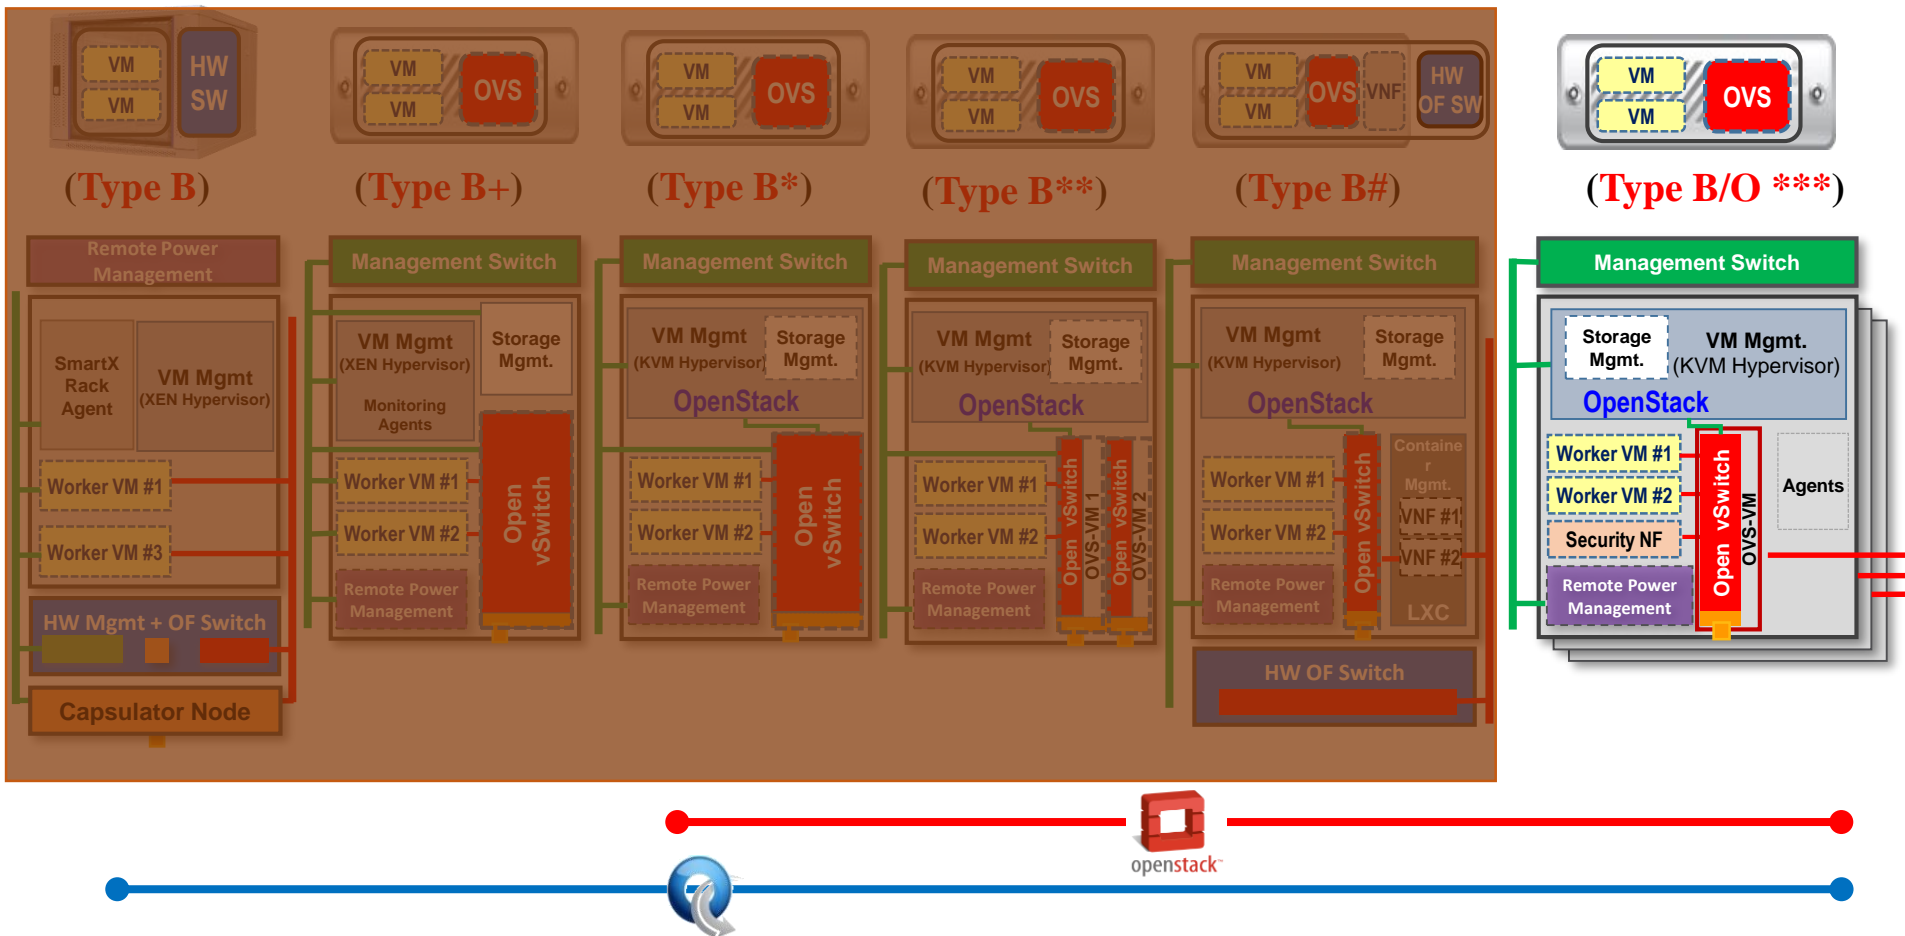 VM
VM
HW
SW
VM
VM
OVS
VM
VM
OVS
VM
VM
OVS
VM
VM
OVS
VNF
HW
OF SW
VM
VM
OVS
(Type B)
(Type B+)
(Type B*)
(Type B**)
(Type B#)
(Type B/O ***)
Remote Power
Management
SmartX
Rack
Agent
VM Mgmt
(XEN Hypervisor)
Worker VM #1
Worker VM #3
HW Mgmt + OF Switch
Capsulator Node
Management Switch
VM Mgmt
(XEN Hypervisor)
Monitoring
Agents
Storage
Mgmt.
Worker VM #1
Worker VM #2
Remote Power
Management
Open
vSwitch
Management Switch
VM Mgmt
(KVM Hypervisor)
Storage
Mgmt.
OpenStack
Worker VM #1
Worker VM #2
Remote Power
Management
Open
vSwitch
Management Switch
VM Mgmt
(KVM Hypervisor)
Storage
Mgmt.
OpenStack
Worker VM #1
Worker VM #2
Remote Power
Management
Open vSwitch
OVS-VM 1
Open vSwitch
OVS-VM 2
Management Switch
VM Mgmt
(KVM Hypervisor)
Storage
Mgmt.
OpenStack
Worker VM #1
Worker VM #2
Remote Power
Management
Open vSwitch
Containe
r
Mgmt.
VNF #1
VNF #2
LXC
HW OF Switch
Management Switch
Storage
Mgmt.
VM Mgmt.
(KVM Hypervisor)
OpenStack
Worker VM #1
Worker VM #2
Security NF
Remote Power
Management
Open vSwitch
OVS-VM
Agents
openstack™